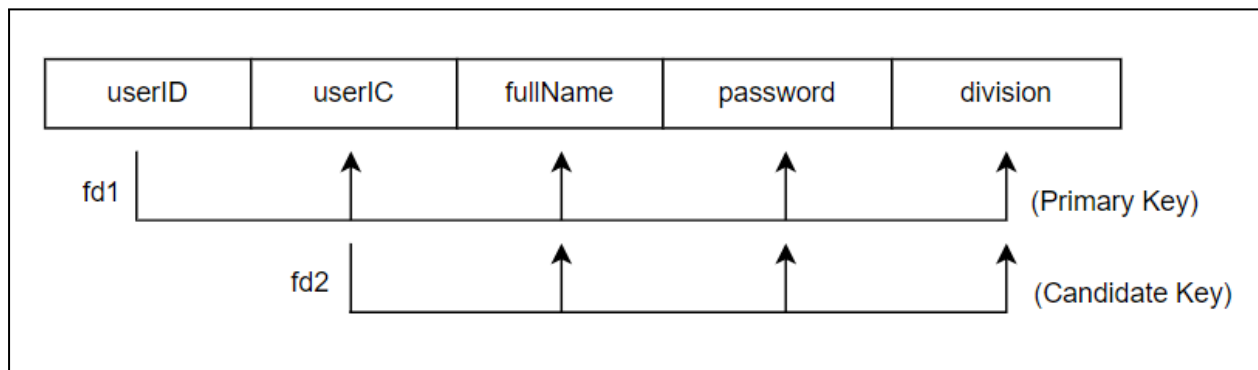 userID userIC fullName password division
fd1 (Primary Key)
fd2 (Candidate Key)